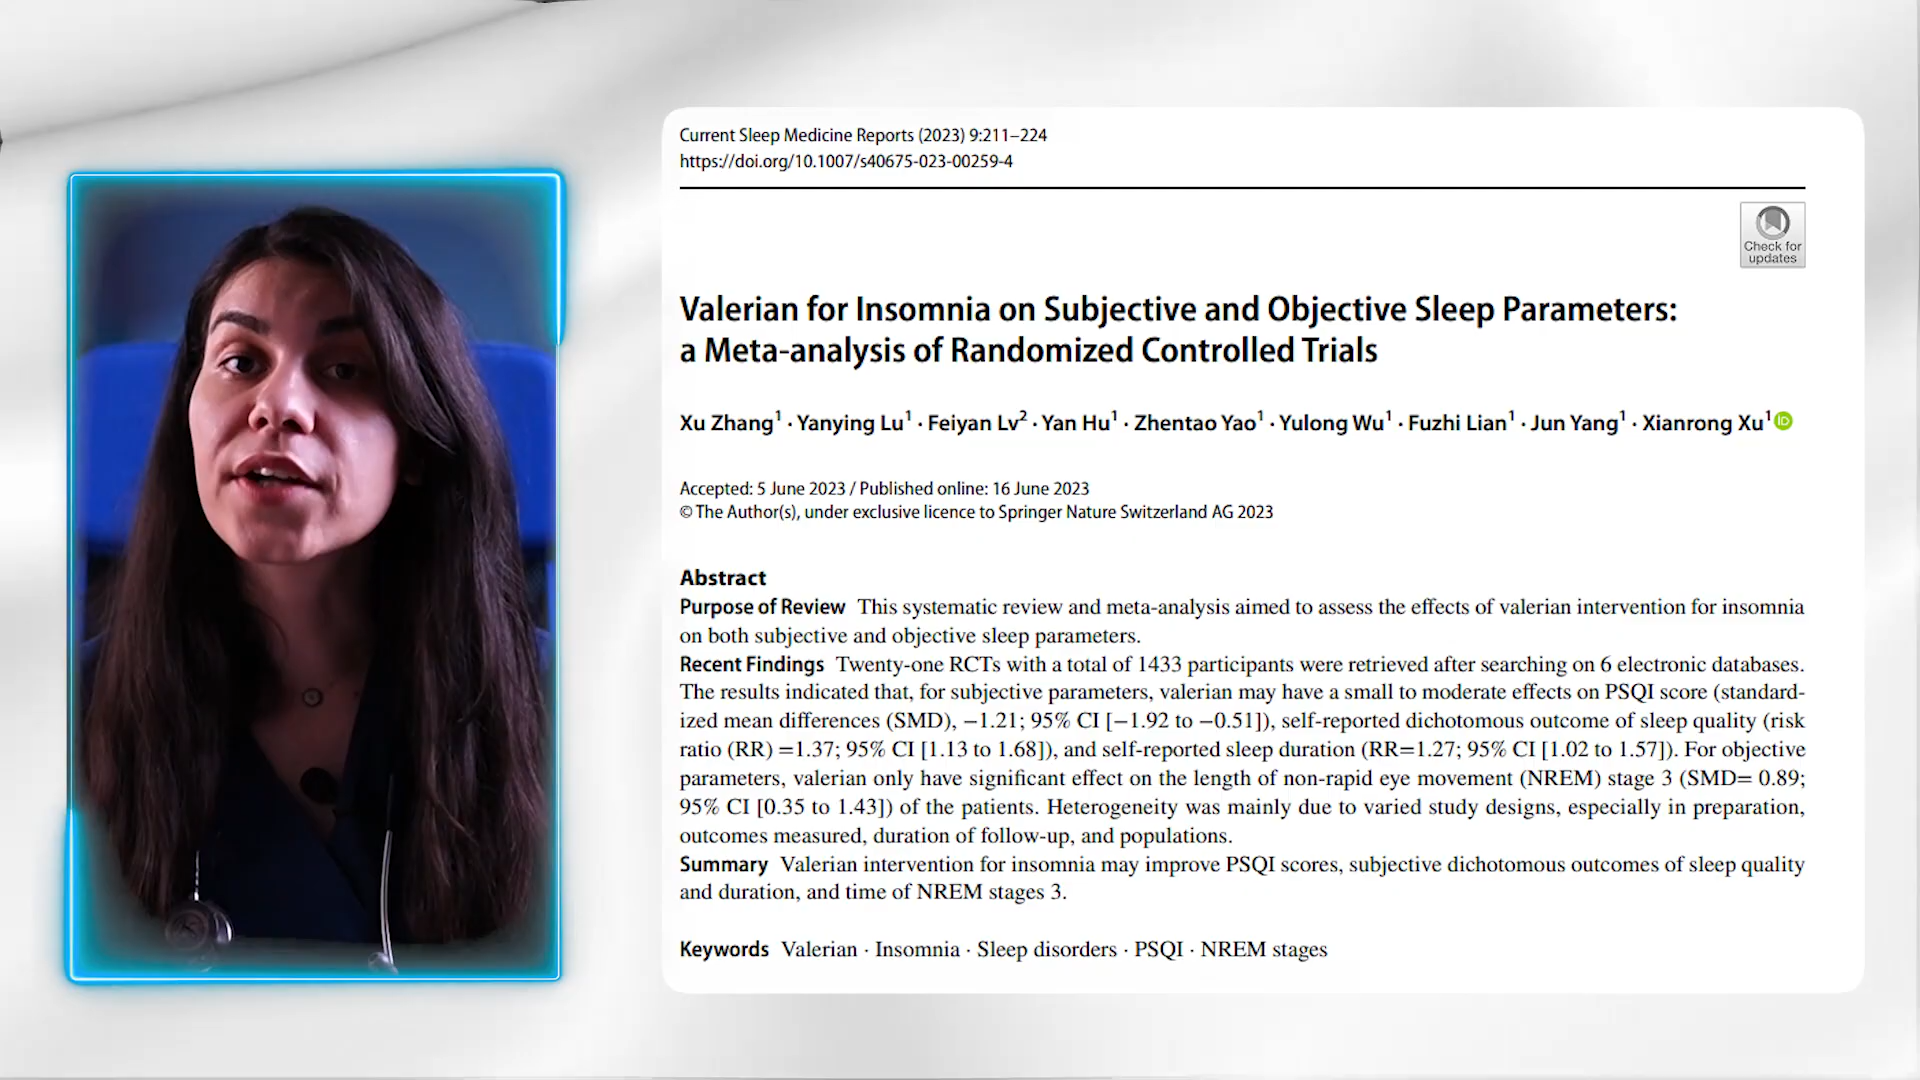 Current Sleep Medicine Reports (2023) 9:211–224
https://doi.org/10.1007/s40675-023-00259-4
Check for
updates
Valerian for Insomnia on Subjective and Objective Sleep Parameters:
a Meta-analysis of Randomized Controlled Trials
Xu Zhang1 · Yanying Lu1 · Feiyan Lv2 · Yan Hu1 · Zhentao Yao1 · Yulong Wu1 · Fuzhi Lian1 · Jun Yang1 · Xianrong Xu1 iD
Accepted: 5 June 2023 / Published online: 16 June 2023
© The Author(s), under exclusive licence to Springer Nature Switzerland AG 2023
Abstract
Purpose of Review This systematic review and meta-analysis aimed to assess the effects of valerian intervention for insomnia
on both subjective and objective sleep parameters.
Recent Findings Twenty-one RCTs with a total of 1433 participants were retrieved after searching on 6 electronic databases.
The results indicated that, for subjective parameters, valerian may have a small to moderate effects on PSQI score (standard-
ized mean differences (SMD), −1.21; 95% CI [−1.92 to −0.51]), self-reported dichotomous outcome of sleep quality (risk
ratio (RR) =1.37; 95% CI [1.13 to 1.68]), and self-reported sleep duration (RR=1.27; 95% CI [1.02 to 1.57]). For objective
parameters, valerian only have significant effect on the length of non-rapid eye movement (NREM) stage 3 (SMD= 0.89;
95% CI [0.35 to 1.43]) of the patients. Heterogeneity was mainly due to varied study designs, especially in preparation,
outcomes measured, duration of follow-up, and populations.
Summary Valerian intervention for insomnia may improve PSQI scores, subjective dichotomous outcomes of sleep quality
and duration, and time of NREM stages 3.
Keywords Valerian · Insomnia · Sleep disorders · PSQI · NREM stages